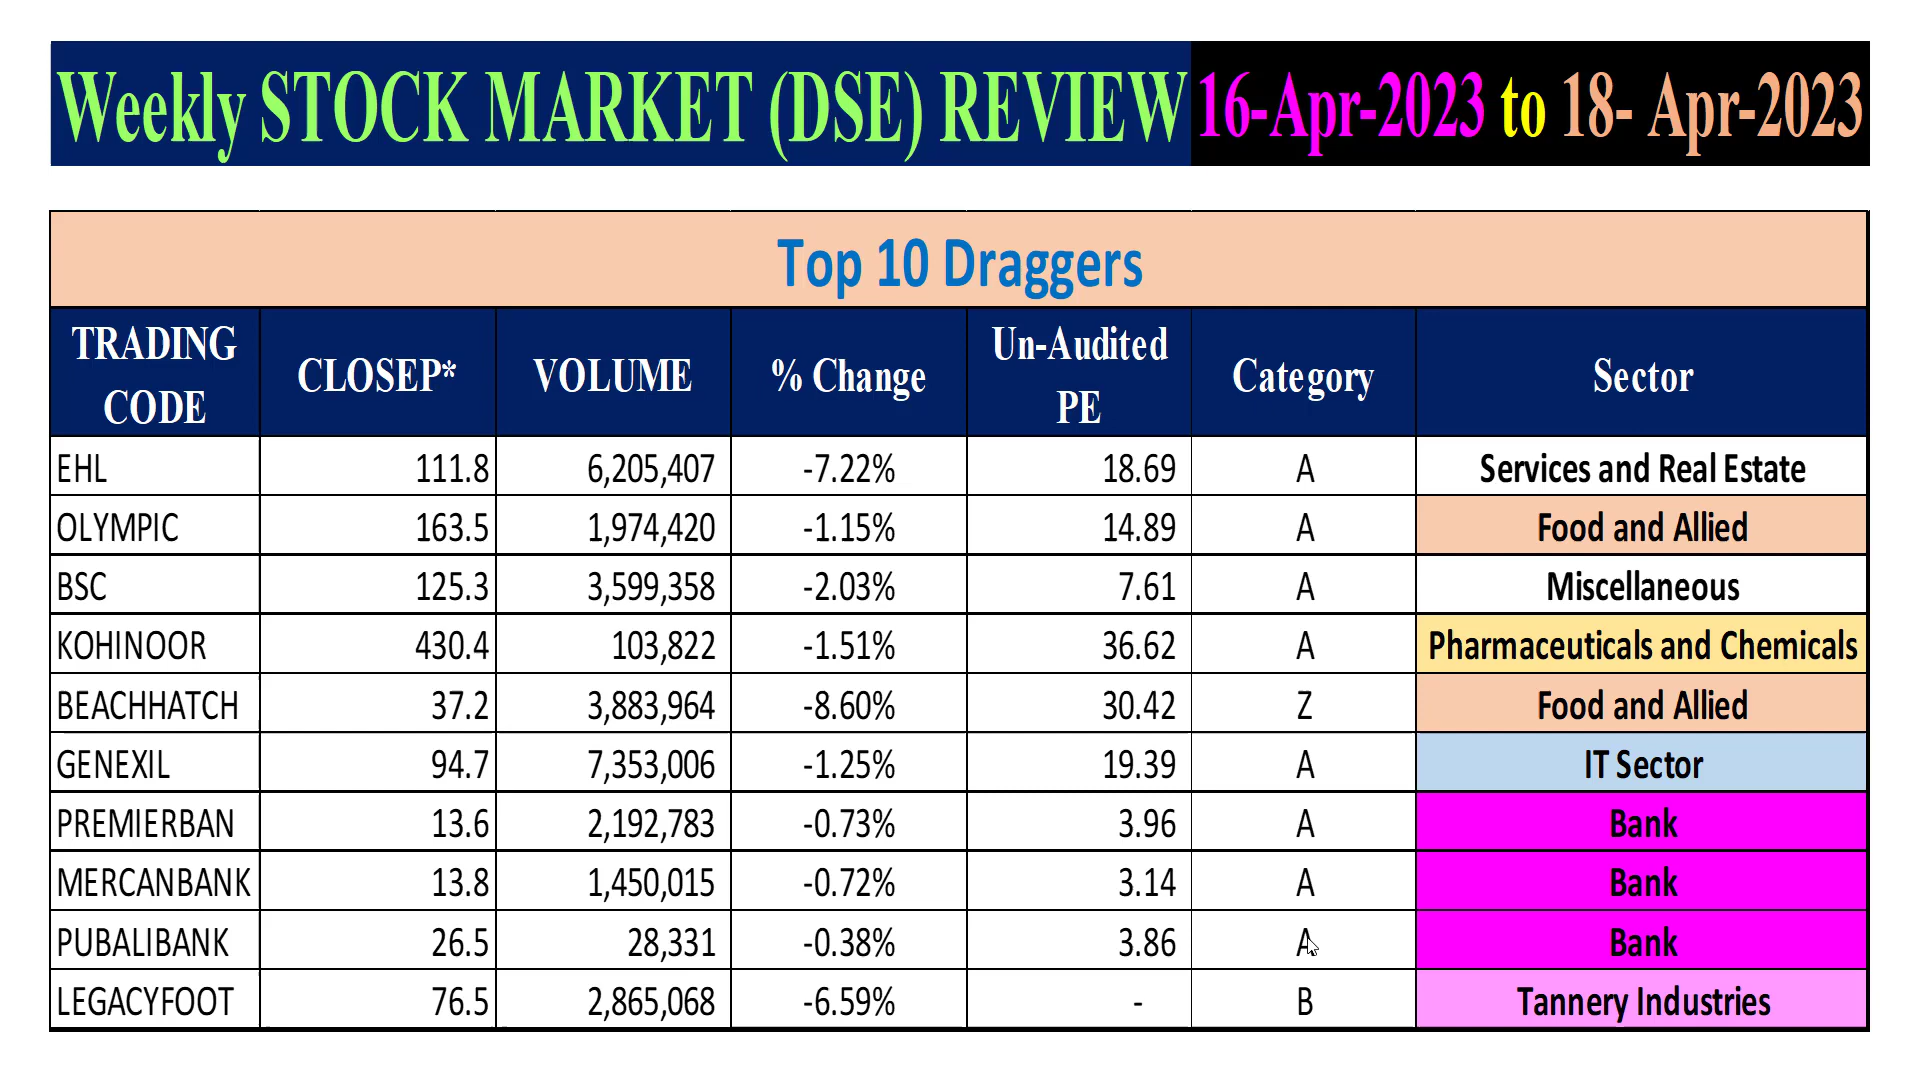 Weekly STOCK MARKET (DSE) REVIEW 16-Apr-2023 to 18- Apr-2023
Top 10 Draggers
TRADING CODE CLOSEP* VOLUME % Change Un-Audited PE Category Sector
EHL 111.8 6,205,407 -7.22% 18.69 A Services and Real Estate
OLYMPIC 163.5 1,974,420 -1.15% 14.89 A Food and Allied
BSC 125.3 3,599,358 -2.03% 7.61 A Miscellaneous
KOHINOOR 430.4 103,822 -1.51% 36.62 A Pharmaceuticals and Chemicals
BEACHHATCH 37.2 3,883,964 -8.60% 30.42 Z Food and Allied
GENEXIL 94.7 7,353,006 -1.25% 19.39 A IT Sector
PREMIERBAN 13.6 2,192,783 -0.73% 3.96 A Bank
MERCANBANK 13.8 1,450,015 -0.72% 3.14 A Bank
PUBALIBANK 26.5 28,331 -0.38% 3.86 A Bank
LEGACYFOOT 76.5 2,865,068 -6.59% - B Tannery Industries